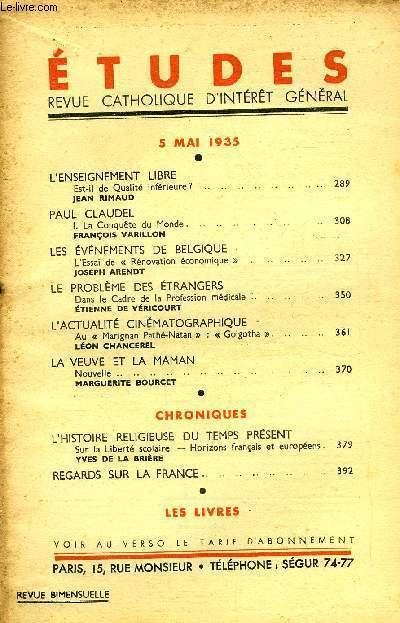 Le-livre.com
ÉTUDES
REVUE CATHOLIQUE D'INTÉRÊT GÉNÉRAL
5 MAI 1935
L'ENSEIGNEMENT LIBRE
Est-il de Qualité inférieure? .. .. .. .. .. .. .. .. 289
JEAN RIMAUD
PAUL CLAUDEL
I. La Conquête du Monde. .. .. .. .. .. .. .. .. 308
FRANÇOIS VARILLON
LES ÉVÉNEMENTS DE BELGIQUE
L'Essai de « Rénovation économique » .. .. .. .. .. 327
JOSEPH ARENDT
LE PROBLÈME DES ÉTRANGERS
Dans le Cadre de la Profession médicale .. .. .. .. .. 350
ÉTIENNE DE VÉRICOURT
L'ACTUALITÉ CINÉMATOGRAPHIQUE
Au « Marignan Pathé-Natan » : « Golgotha » .. .. .. .. 361
LÉON CHANCEREL
LA VEUVE ET LA MAMAN
Nouvelle .. .. .. .. .. .. .. .. .. .. 370
MARGUERITE BOURCET
CHRONIQUES
L'HISTOIRE RELIGIEUSE DU TEMPS PRÉSENT
Sur la Liberté scolaire — Horizons français et européens. 379
YVES DE LA BRIÈRE
REGARDS SUR LA FRANCE .. .. .. .. .. .. 392
LES LIVRES
VOIR AU VERSO LE TARIF D'ABONNEMENT
PARIS, 15, RUE MONSIEUR • TÉLÉPHONE : SÉGUR 74-77
REVUE BIMENSUELLE